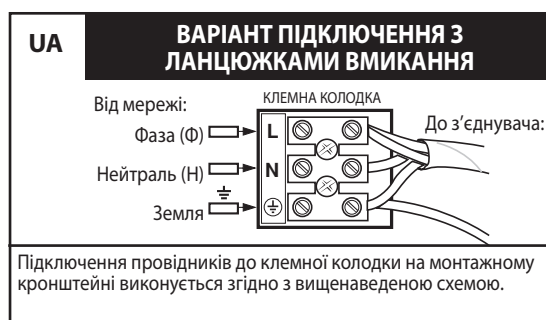 UA
ВАРІАНТ ПІДКЛЮЧЕННЯ З
ЛАНЦЮЖКАМИ ВМИКАННЯ
Від мережі:
КЛЕМНА КОЛОДКА
До з’єднувача:
Фаза (Ф)
L
Нейтраль (Н)
N
Земля
Підключення провідників до клемної колодки на монтажному
кронштейні виконується згідно з вищенаведеною схемою.